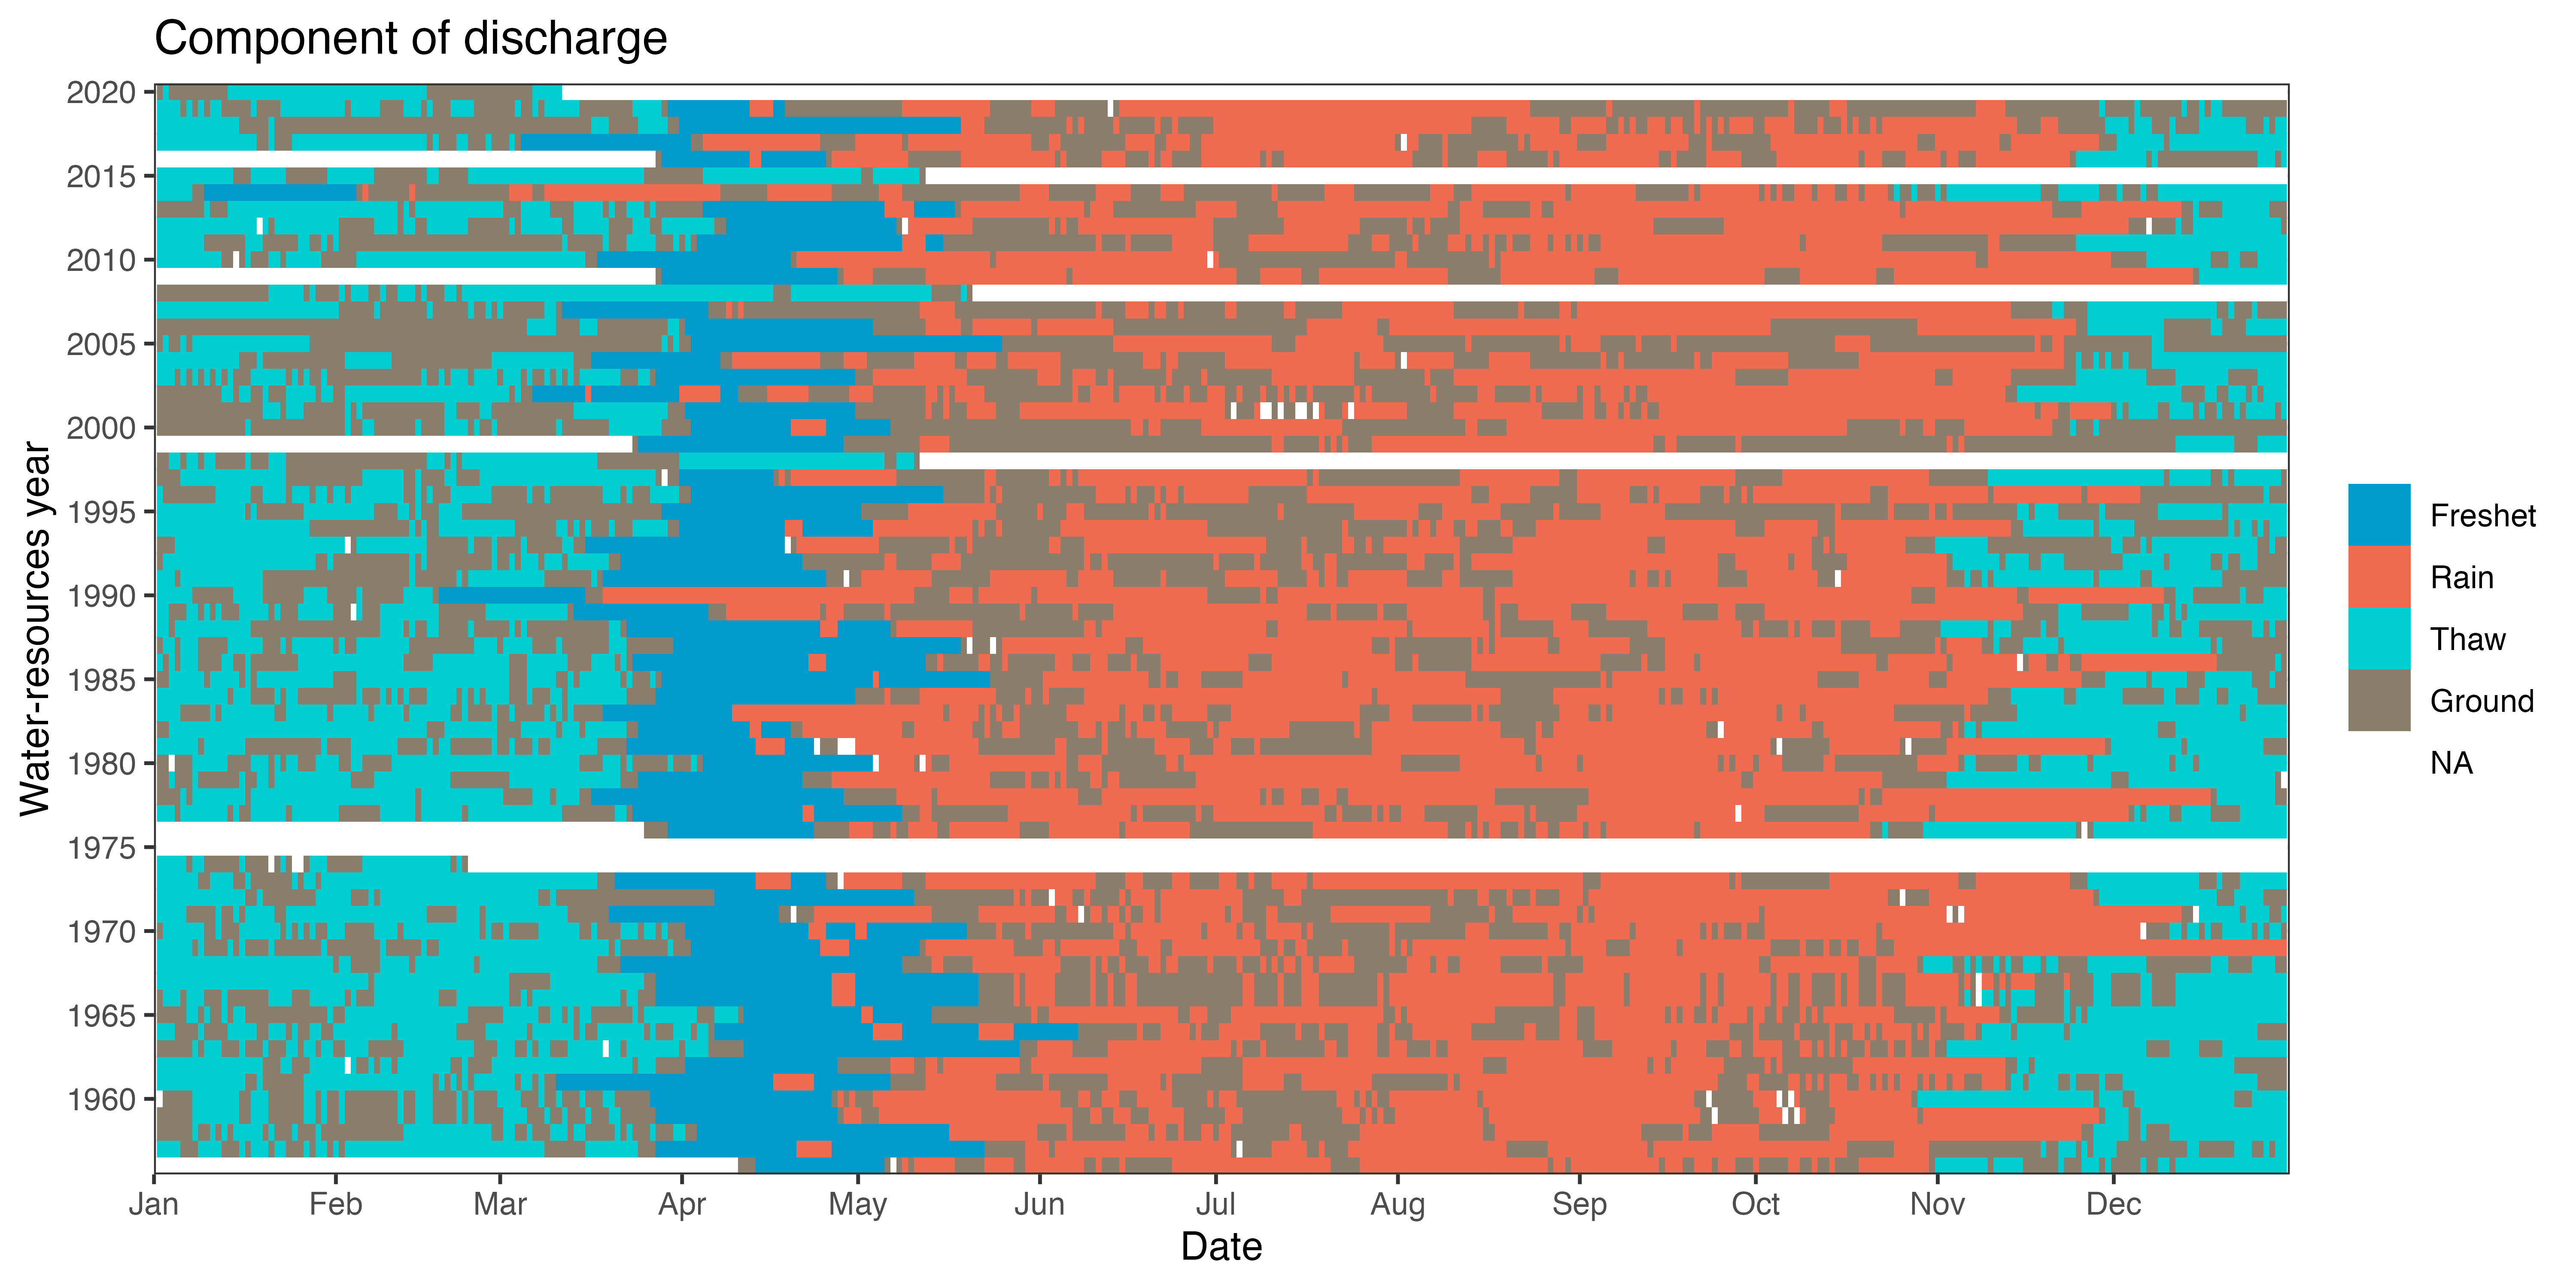 Component of discharge
Water-resources year
2020
2015
2010
2005
2000
1995
1990
1985
1980
1975
1970
1965
1960
Jan Feb Mar Apr May Jun Jul Aug Sep Oct Nov Dec
Date
Freshet
Rain
Thaw
Ground
NA